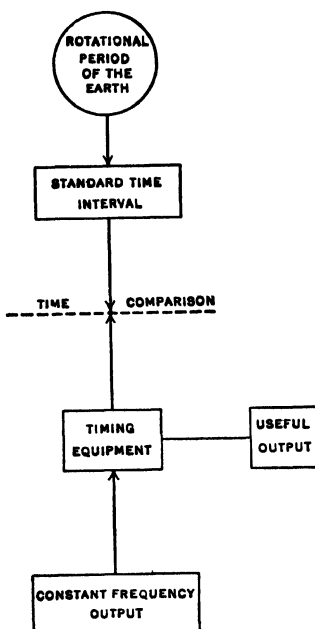 ROTATIONAL
PERIOD
OF THE
EARTH
STANDARD TIME
INTERVAL
TIME COMPARISON
TIMING
EQUIPMENT
USEFUL
OUTPUT
CONSTANT FREQUENCY
OUTPUT